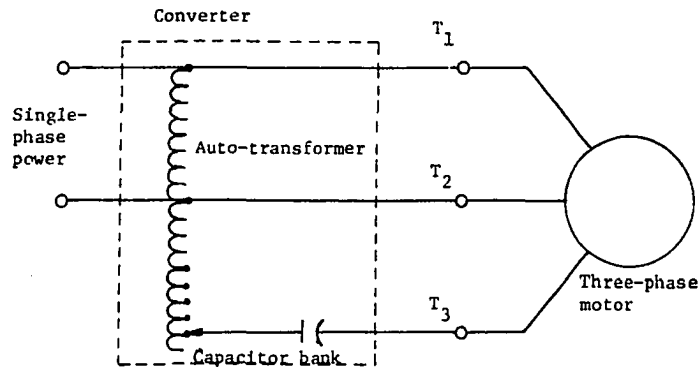 Converter
T1
Single-
phase
power
Auto-transformer
T2
Three-phase
motor
T3
Capacitor bank